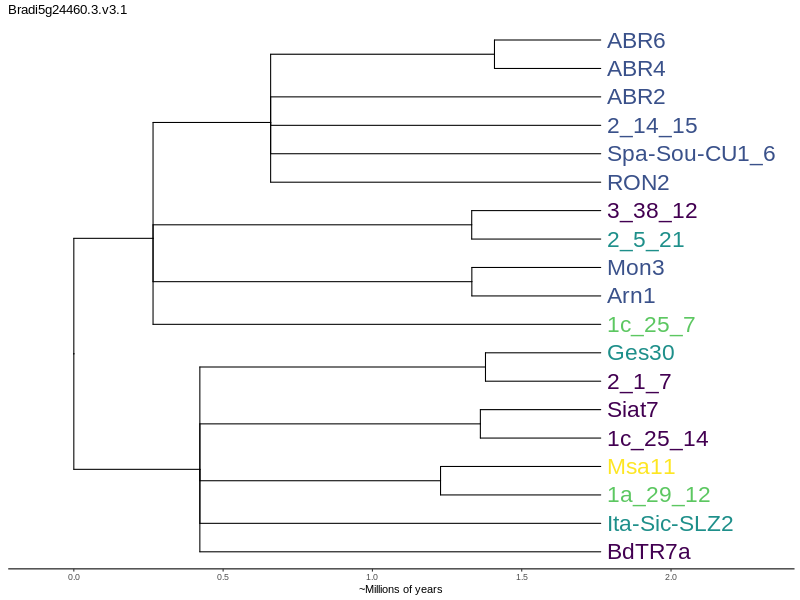 Bradi5g24460.3.v3.1
ABR6
ABR4
ABR2
2_14_15
Spa-Sou-CU1_6
RON2
3_38_12
2_5_21
Mon3
Arn1
1c_25_7
Ges30
2_1_7
Siat7
1c_25_14
Msa11
1a_29_12
Ita-Sic-SLZ2
BdTR7a
0.0 0.5 1.0 1.5 2.0
~Millions of years